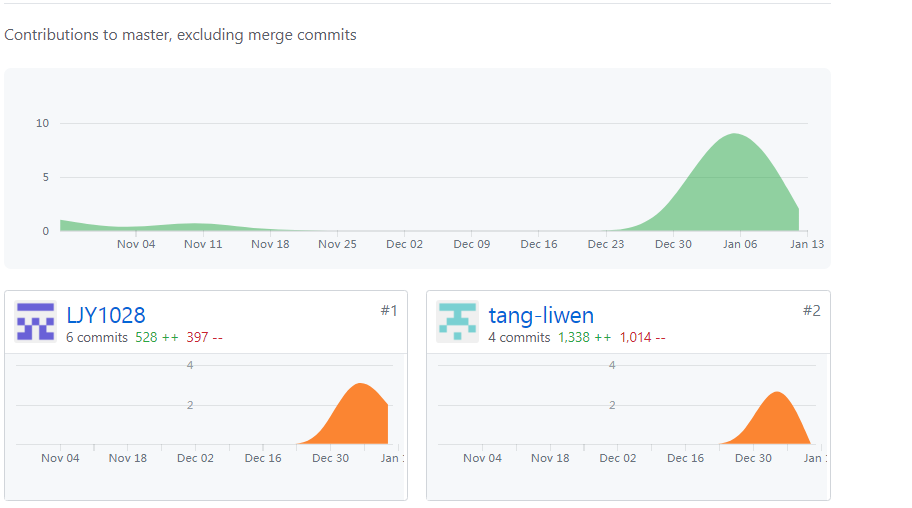 Contributions to master, excluding merge commits
10
5
0
Nov 04 Nov 11 Nov 18 Nov 25 Dec 02 Dec 09 Dec 16 Dec 23 Dec 30 Jan 06 Jan 13
LJY1028 #1
6 commits 528 ++ 397 --
4
2
Nov 04 Nov 18 Dec 02 Dec 16 Dec 30 Jan
tang-liwen #2
4 commits 1,338 ++ 1,014 --
4
2
Nov 04 Nov 18 Dec 02 Dec 16 Dec 30 Jan